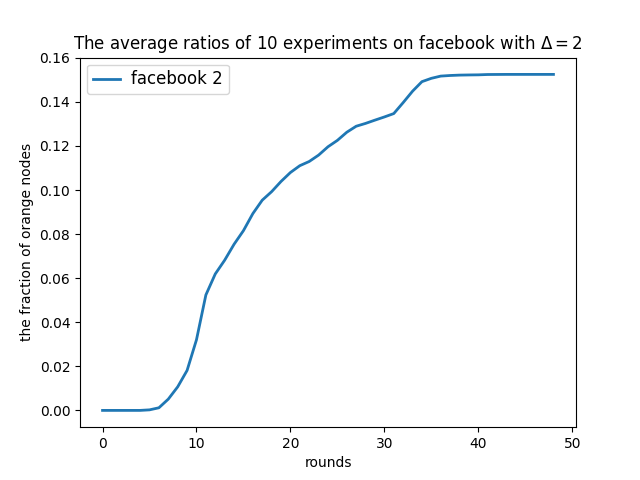 The average ratios of 10 experiments on facebook with Δ = 2
facebook 2
0.16
0.14
0.12
0.10
0.08
0.06
0.04
0.02
0.00
the fraction of orange nodes
0 10 20 30 40 50
rounds